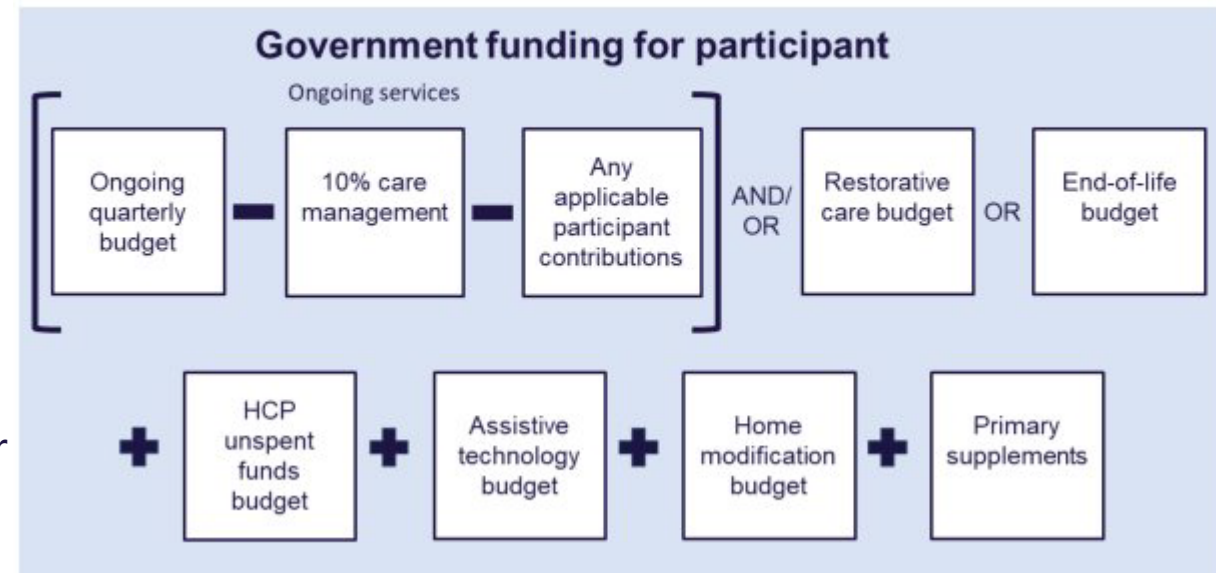 Government funding for participant
Ongoing services
Ongoing
quarterly
budget
10% care
management
Any
applicable
participant
contributions
AND/
OR
Restorative
care budget
OR
End-of-life
budget
r
HCP
unspent
funds
budget
Assistive
technology
budget
Home
modification
budget
Primary
supplements